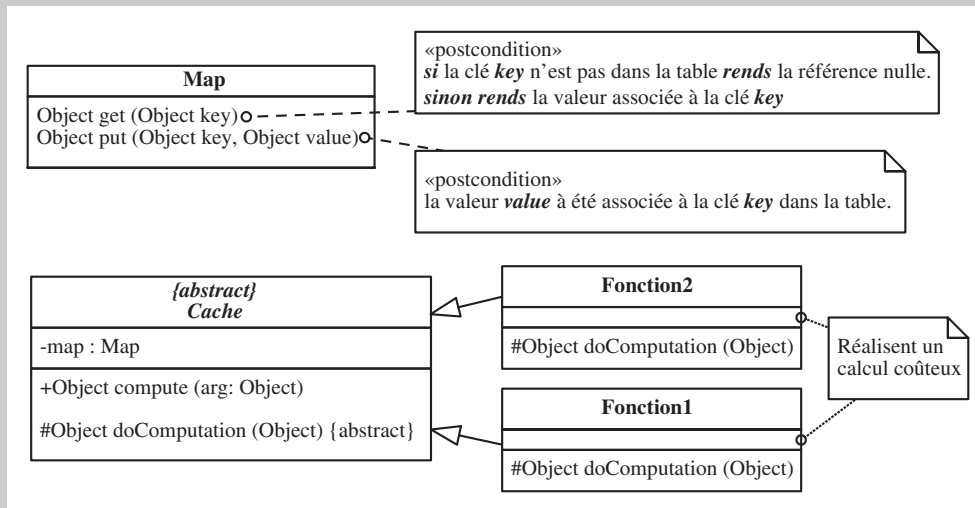 Map
Object get (Object key)
Object put (Object key, Object value)
«postcondition»
si la clé key n'est pas dans la table rends la référence nulle.
sinon rends la valeur associée à la clé key
«postcondition»
la valeur value à été associée à la clé key dans la table.
{abstract}
Cache
-map : Map
+Object compute (arg: Object)
#Object doComputation (Object) {abstract}
Fonction2
#Object doComputation (Object)
Fonction1
#Object doComputation (Object)
Réalisent un
calcul coûteux